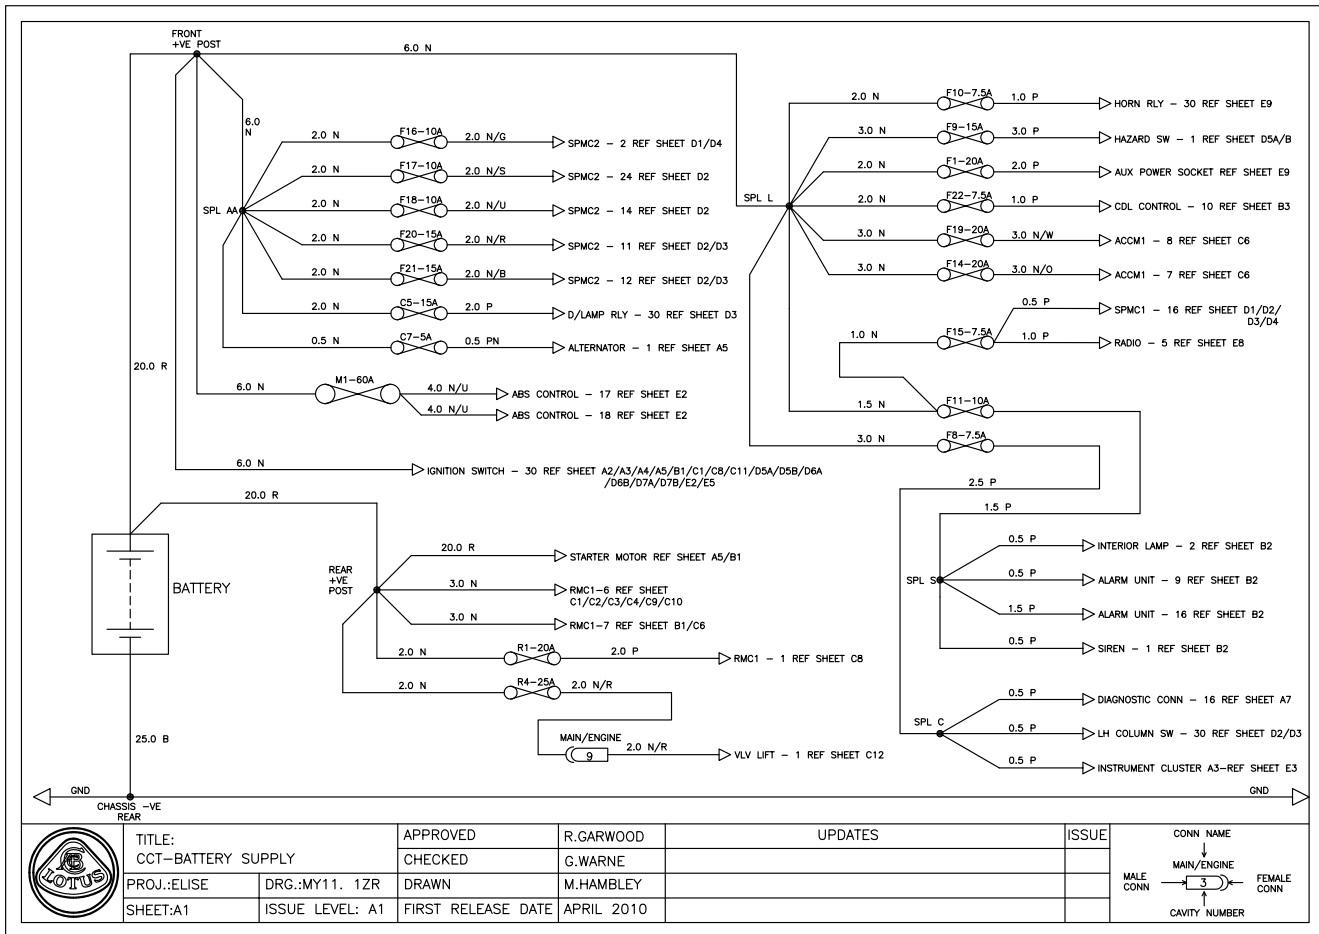 FRONT
+VE POST
6.0 N
6.0
N
2.0 N F16-10A 2.0 N/G SPMC2 - 2 REF SHEET D1/D4
2.0 N F17-10A 2.0 N/S SPMC2 - 24 REF SHEET D2
SPL AA 2.0 N F18-10A 2.0 N/U SPMC2 - 14 REF SHEET D2
2.0 N F20-15A 2.0 N/R SPMC2 - 11 REF SHEET D2/D3
2.0 N F21-15A 2.0 N/B SPMC2 - 12 REF SHEET D2/D3
2.0 N C5-15A 2.0 P D/LAMP RLY - 30 REF SHEET D3
0.5 N C7-5A 0.5 PN ALTERNATOR - 1 REF SHEET A5
20.0 R
6.0 N M1-60A 4.0 N/U ABS CONTROL - 17 REF SHEET E2
4.0 N/U ABS CONTROL - 18 REF SHEET E2
6.0 N IGNITION SWITCH - 30 REF SHEET A2/A3/A4/A5/B1/C1/C8/C11/D5A/D5B/D6A
/D6B/D7A/D7B/E2/E5
2.0 N F10-7.5A 1.0 P HORN RLY - 30 REF SHEET E9
3.0 N F9-15A 3.0 P HAZARD SW - 1 REF SHEET D5A/B
2.0 N F1-20A 2.0 P AUX POWER SOCKET REF SHEET E9
SPL L 2.0 N F22-7.5A 1.0 P CDL CONTROL - 10 REF SHEET B3
3.0 N F19-20A 3.0 N/W ACCM1 - 8 REF SHEET C6
3.0 N F14-20A 3.0 N/O ACCM1 - 7 REF SHEET C6
0.5 P SPMC1 - 16 REF SHEET D1/D2/
D3/D4
1.0 N F15-7.5A 1.0 P RADIO - 5 REF SHEET E8
1.5 N F11-10A
3.0 N F8-7.5A
2.5 P
1.5 P
20.0 R
BATTERY
REAR
+VE
POST
20.0 R STARTER MOTOR REF SHEET A5/B1
3.0 N RMC1-6 REF SHEET
C1/C2/C3/C4/C9/C10
3.0 N RMC1-7 REF SHEET B1/C6
2.0 N R1-20A 2.0 P RMC1 - 1 REF SHEET C8
2.0 N R4-25A 2.0 N/R
MAIN/ENGINE
9 2.0 N/R VLV LIFT - 1 REF SHEET C12
0.5 P INTERIOR LAMP - 2 REF SHEET B2
SPL S 0.5 P ALARM UNIT - 9 REF SHEET B2
1.5 P ALARM UNIT - 16 REF SHEET B2
0.5 P SIREN - 1 REF SHEET B2
0.5 P DIAGNOSTIC CONN - 16 REF SHEET A7
SPL C 0.5 P LH COLUMN SW - 30 REF SHEET D2/D3
0.5 P INSTRUMENT CLUSTER A3-REF SHEET E3
25.0 B
GND GND
CHASSIS -VE
REAR
LOTUS
TITLE:
CCT-BATTERY SUPPLY
PROJ.:ELISE DRG.:MY11. 1ZR
SHEET:A1 ISSUE LEVEL: A1
APPROVED R.GARWOOD
CHECKED G.WARNE
DRAWN M.HAMBLEY
FIRST RELEASE DATE APRIL 2010
UPDATES ISSUE
CONN NAME
MAIN/ENGINE
MALE
CONN
3
FEMALE
CONN
CAVITY NUMBER